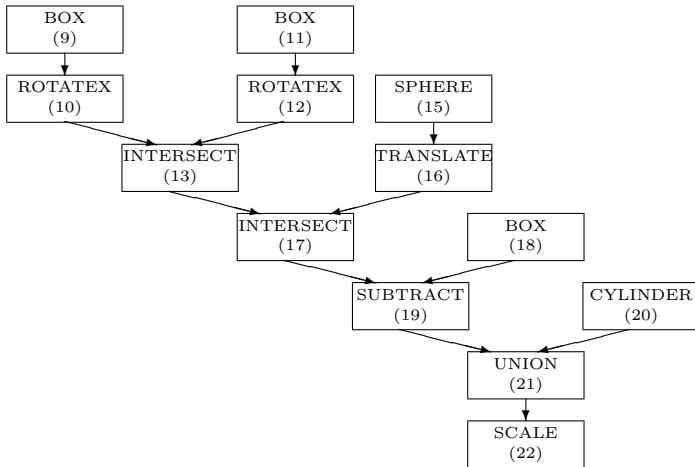 BOX
(9)
BOX
(11)
ROTATEX
(10)
ROTATEX
(12)
SPHERE
(15)
INTERSECT
(13)
TRANSLATE
(16)
INTERSECT
(17)
BOX
(18)
SUBTRACT
(19)
CYLINDER
(20)
UNION
(21)
SCALE
(22)